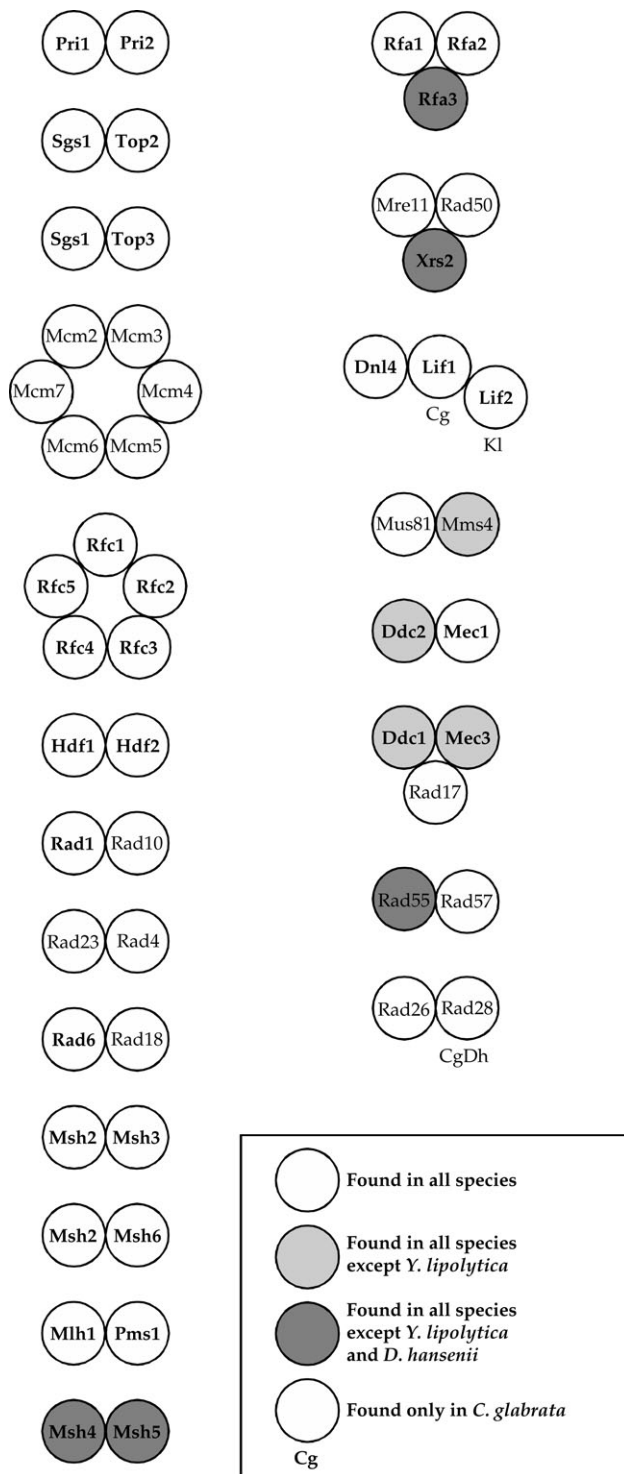 Pri1 Pri2
Sgs1 Top2
Sgs1 Top3
Mcm2 Mcm3
Mcm7 Mcm4
Mcm6 Mcm5
Rfc1
Rfc5 Rfc2
Rfc4 Rfc3
Hdf1 Hdf2
Rad1 Rad10
Rad23 Rad4
Rad6 Rad18
Msh2 Msh3
Msh2 Msh6
Mlh1 Pms1
Msh4 Msh5
Rfa1 Rfa2
Rfa3
Mre11 Rad50
Xrs2
Dnl4 Lif1
Lif2
Cg
Kl
Mus81 Mms4
Ddc2 Mec1
Ddc1 Mec3
Rad17
Rad55 Rad57
Rad26 Rad28
CgDh
Found in all species
Found in all species
except Y. lipolytica
Found in all species
except Y. lipolytica
and D. hansenii
Found only in C. glabrata
Cg